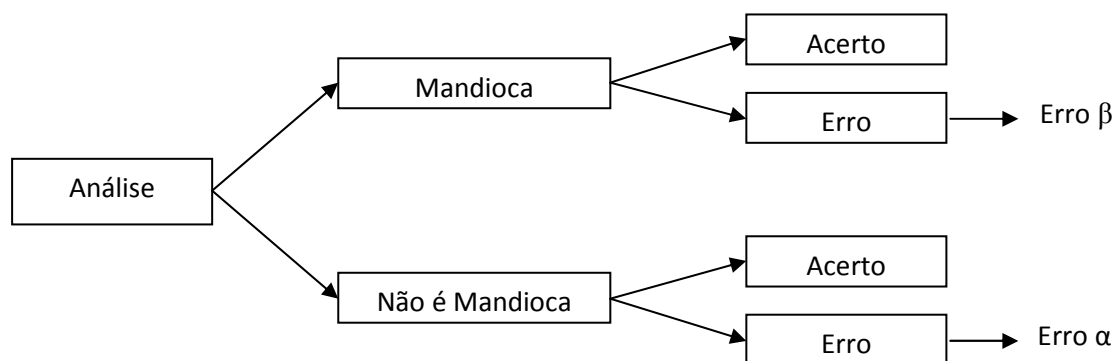 Acerto
Mandioca
Erro
Erro β
Análise
Acerto
Não é Mandioca
Erro
Erro α